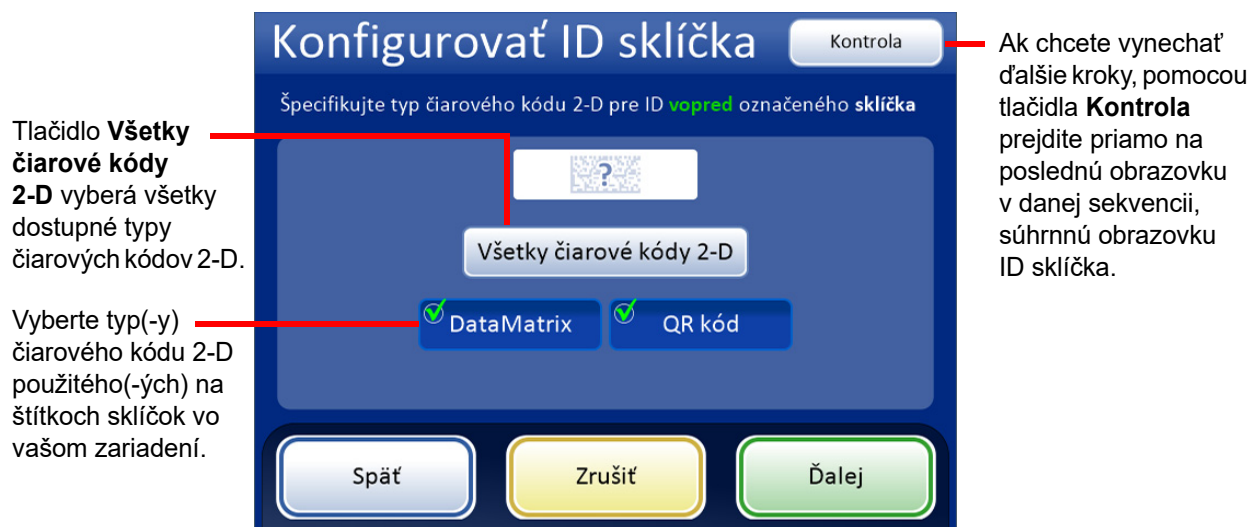 Konfigurovať ID sklíčka
Kontrola
Špecifikujte typ čiarového kódu 2-D pre ID vopred označeného sklíčka
?
Všetky čiarové kódy 2-D
DataMatrix
QR kód
Späť
Zrušiť
Ďalej
Tlačidlo Všetky
čiarové kódy
2-D vyberá všetky
dostupné typy
čiarových kódov 2-D.
Vyberte typ(-y)
čiarového kódu 2-D
použitého(-ých) na
štítkoch sklíčok vo
vašom zariadení.
Ak chcete vynechať
ďalšie kroky, pomocou
tlačidla Kontrola
prejdite priamo na
poslednú obrazovku
v danej sekvencii,
súhrnnú obrazovku
ID sklíčka.